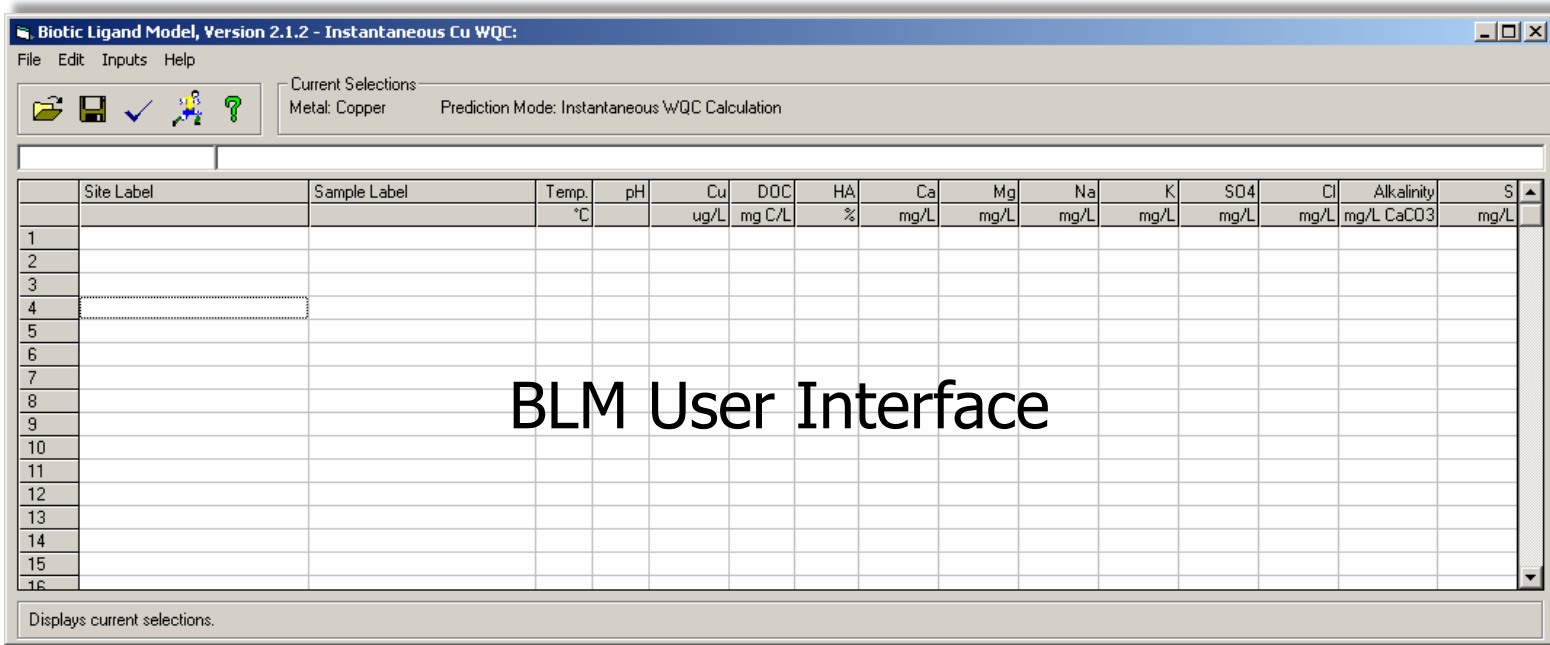 Biotic Ligand Model, Version 2.1.2 - Instantaneous Cu WQC:
File Edit Inputs Help
Current Selections
Metal: Copper Prediction Mode: Instantaneous WQC Calculation
Site Label Sample Label Temp. pH Cu DOC HA Ca Mg Na K SO4 Cl Alkalinity S
°C ug/L mg C/L % mg/L mg/L mg/L mg/L mg/L mg/L mg/L CaCO3 mg/L
1
2
3
4
5
6
7
8
BLM User Interface
9
10
11
12
13
14
15
16
Displays current selections.